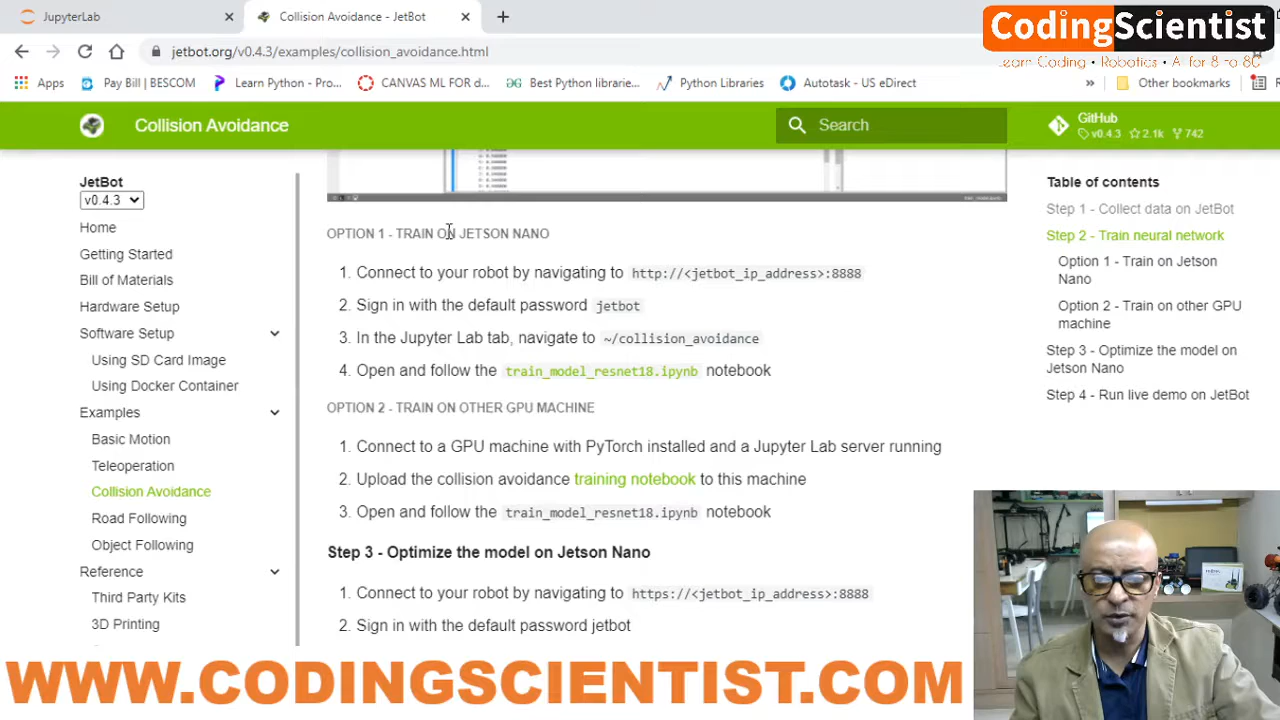 JupyterLab
Collision Avoidance - JetBot
CodingScientist
Learn Coding • Robotics • AI for 8 to 80
jetbot.org/v0.4.3/examples/collision_avoidance.html
Apps
Pay Bill | BESCOM
Learn Python - Pro...
CANVAS ML FOR d...
Best Python librarie...
Python Libraries
Autotask - US eDirect
Other bookmarks
Collision Avoidance
Search
GitHub
v0.4.3 2.1k 742
JetBot
v0.4.3
Home
Getting Started
Bill of Materials
Hardware Setup
Software Setup
Using SD Card Image
Using Docker Container
Examples
Basic Motion
Teleoperation
Collision Avoidance
Road Following
Object Following
Reference
Third Party Kits
3D Printing
OPTION 1 - TRAIN ON JETSON NANO
1. Connect to your robot by navigating to http://<jetbot_ip_address>:8888
2. Sign in with the default password jetbot
3. In the Jupyter Lab tab, navigate to ~/collision_avoidance
4. Open and follow the train_model_resnet18.ipynb notebook
OPTION 2 - TRAIN ON OTHER GPU MACHINE
1. Connect to a GPU machine with PyTorch installed and a Jupyter Lab server running
2. Upload the collision avoidance training notebook to this machine
3. Open and follow the train_model_resnet18.ipynb notebook
Step 3 - Optimize the model on Jetson Nano
1. Connect to your robot by navigating to https://<jetbot_ip_address>:8888
2. Sign in with the default password jetbot
Table of contents
Step 1 - Collect data on JetBot
Step 2 - Train neural network
Option 1 - Train on Jetson
Nano
Option 2 - Train on other GPU
machine
Step 3 - Optimize the model on
Jetson Nano
Step 4 - Run live demo on JetBot
WWW.CODINGSCIENTIST.COM